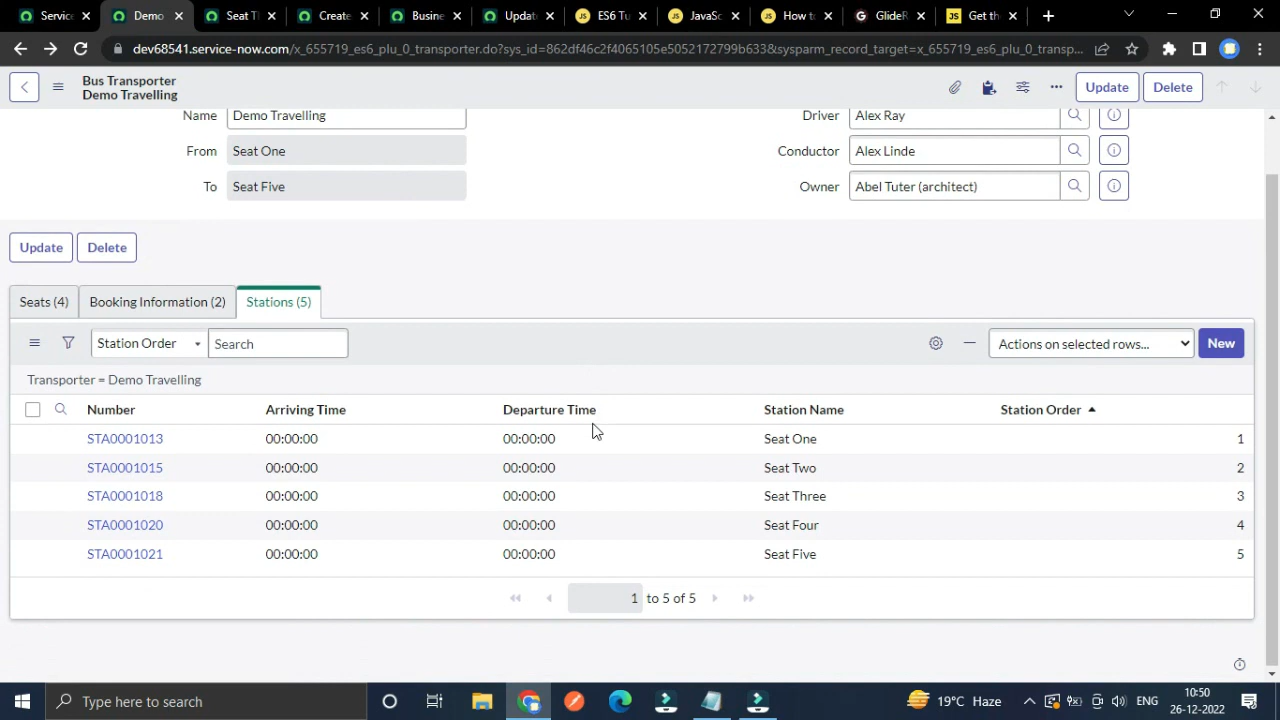 Service
Demo
Seat T
Create
Busine
Update
ES6 Tu
JavaSc
How to
GlideR
Get the
dev68541.service-now.com/x_655719_es6_plu_0_transporter.do?sys_id=862df46c2f4065105e5052172799b633&sysparm_record_target=x_655719_es6_plu_0_transp...
Bus Transporter
Demo Travelling
Update
Delete
Name
Demo Travelling
Driver
Alex Ray
From
Seat One
Conductor
Alex Linde
To
Seat Five
Owner
Abel Tuter (architect)
Update
Delete
Seats (4)
Booking Information (2)
Stations (5)
Station Order
Search
Actions on selected rows...
New
Transporter = Demo Travelling
Number Arriving Time Departure Time Station Name Station Order
STA0001013 00:00:00 00:00:00 Seat One 1
STA0001015 00:00:00 00:00:00 Seat Two 2
STA0001018 00:00:00 00:00:00 Seat Three 3
STA0001020 00:00:00 00:00:00 Seat Four 4
STA0001021 00:00:00 00:00:00 Seat Five 5
1 to 5 of 5
Type here to search
19°C Haze
ENG
10:50
26-12-2022